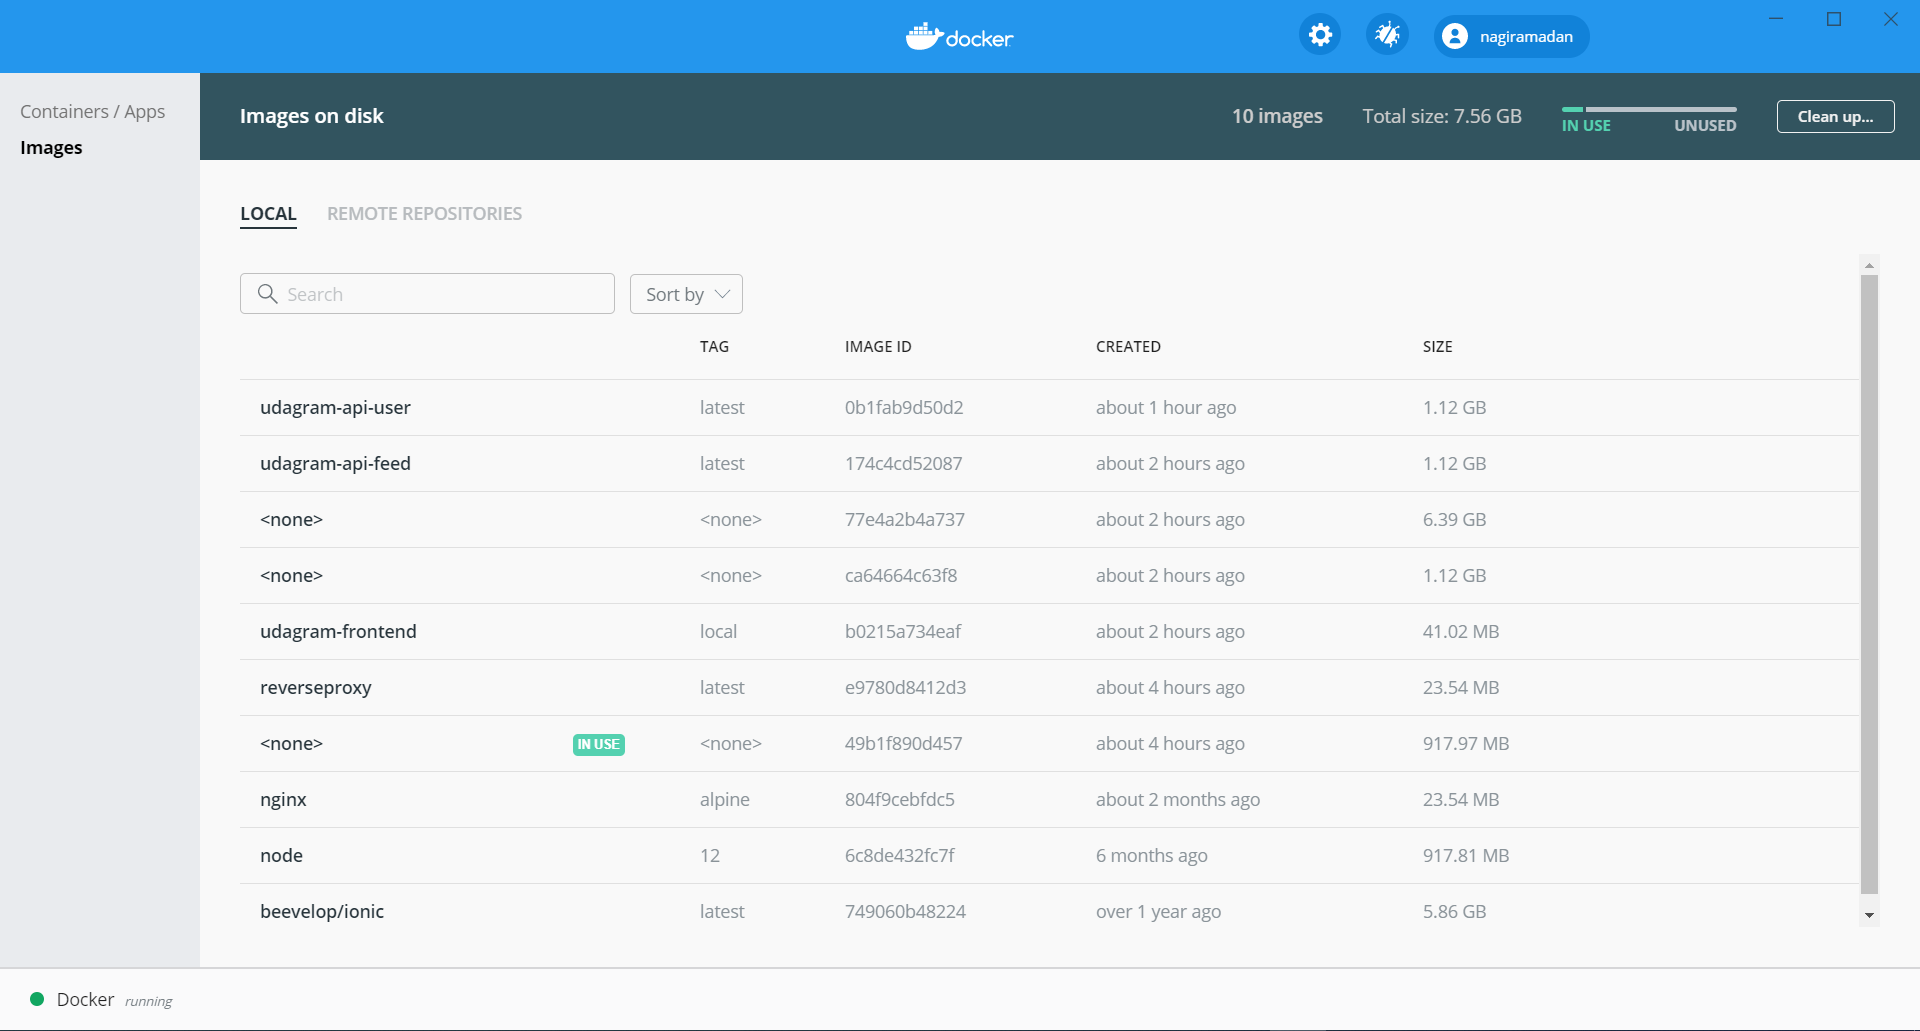 docker
nagiramadan
Containers / Apps
Images
Images on disk
10 images
Total size: 7.56 GB
IN USE
UNUSED
Clean up...
LOCAL
REMOTE REPOSITORIES
Search
Sort by
TAG IMAGE ID CREATED SIZE
udagram-api-user latest 0b1fab9d50d2 about 1 hour ago 1.12 GB
udagram-api-feed latest 174c4cd52087 about 2 hours ago 1.12 GB
<none> <none> 77e4a2b4a737 about 2 hours ago 6.39 GB
<none> <none> ca64664c63f8 about 2 hours ago 1.12 GB
udagram-frontend local b0215a734eaf about 2 hours ago 41.02 MB
reverseproxy latest e9780d8412d3 about 4 hours ago 23.54 MB
<none> IN USE <none> 49b1f890d457 about 4 hours ago 917.97 MB
nginx alpine 804f9cebfdc5 about 2 months ago 23.54 MB
node 12 6c8de432fc7f 6 months ago 917.81 MB
beevelop/ionic latest 749060b48224 over 1 year ago 5.86 GB
Docker running